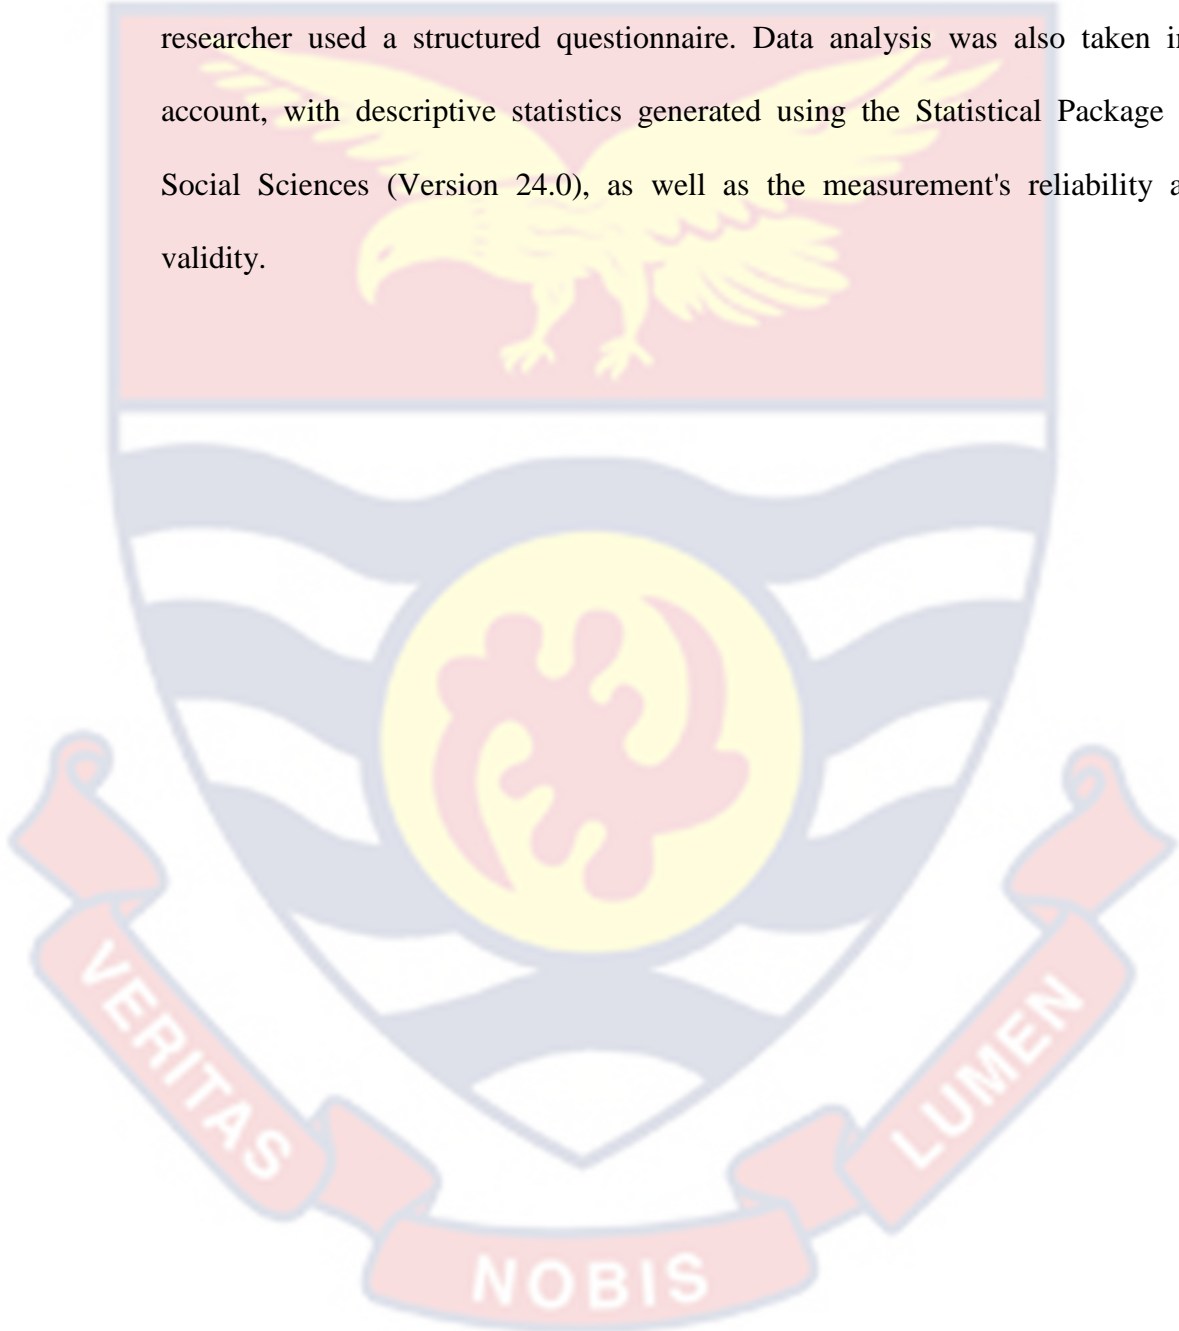 researcher used a structured questionnaire. Data analysis was also taken in
account, with descriptive statistics generated using the Statistical Package
Social Sciences (Version 24.0), as well as the measurement's reliability a
validity.
VERITAS
NOBIS
LUMEN